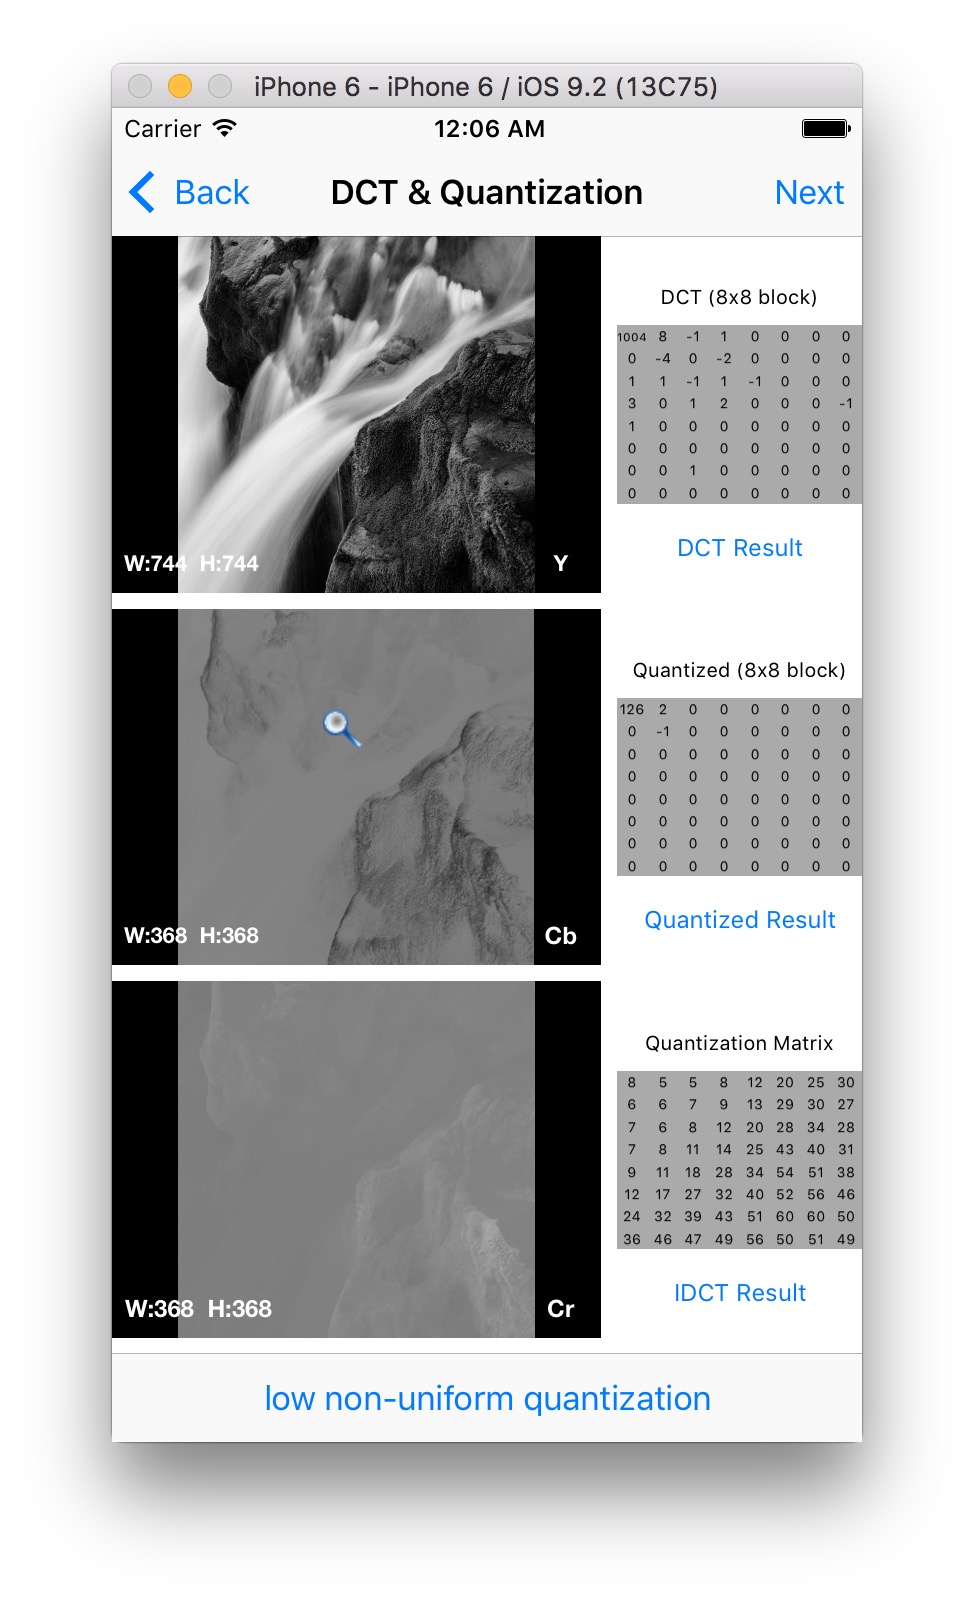 iPhone 6 - iPhone 6 / iOS 9.2 (13C75)
Carrier 12:06 AM
Back DCT & Quantization Next
W:744 H:744 Y
DCT (8x8 block)
1004 8 -1 1 0 0 0 0
0 -4 0 -2 0 0 0 0
1 1 -1 1 -1 0 0 0
3 0 1 2 0 0 0 -1
1 0 0 0 0 0 0 0
0 0 0 0 0 0 0 0
0 0 1 0 0 0 0 0
0 0 0 0 0 0 0 0
DCT Result
W:368 H:368 Cb
Quantized (8x8 block)
126 2 0 0 0 0 0 0
0 -1 0 0 0 0 0 0
0 0 0 0 0 0 0 0
0 0 0 0 0 0 0 0
0 0 0 0 0 0 0 0
0 0 0 0 0 0 0 0
0 0 0 0 0 0 0 0
0 0 0 0 0 0 0 0
Quantized Result
W:368 H:368 Cr
Quantization Matrix
8 5 5 8 12 20 25 30
6 6 7 9 13 29 30 27
7 6 8 12 20 28 34 28
7 8 11 14 25 43 40 31
9 11 18 28 34 54 51 38
12 17 27 32 40 52 56 46
24 32 39 43 51 60 60 50
36 46 47 49 56 50 51 49
IDCT Result
low non-uniform quantization